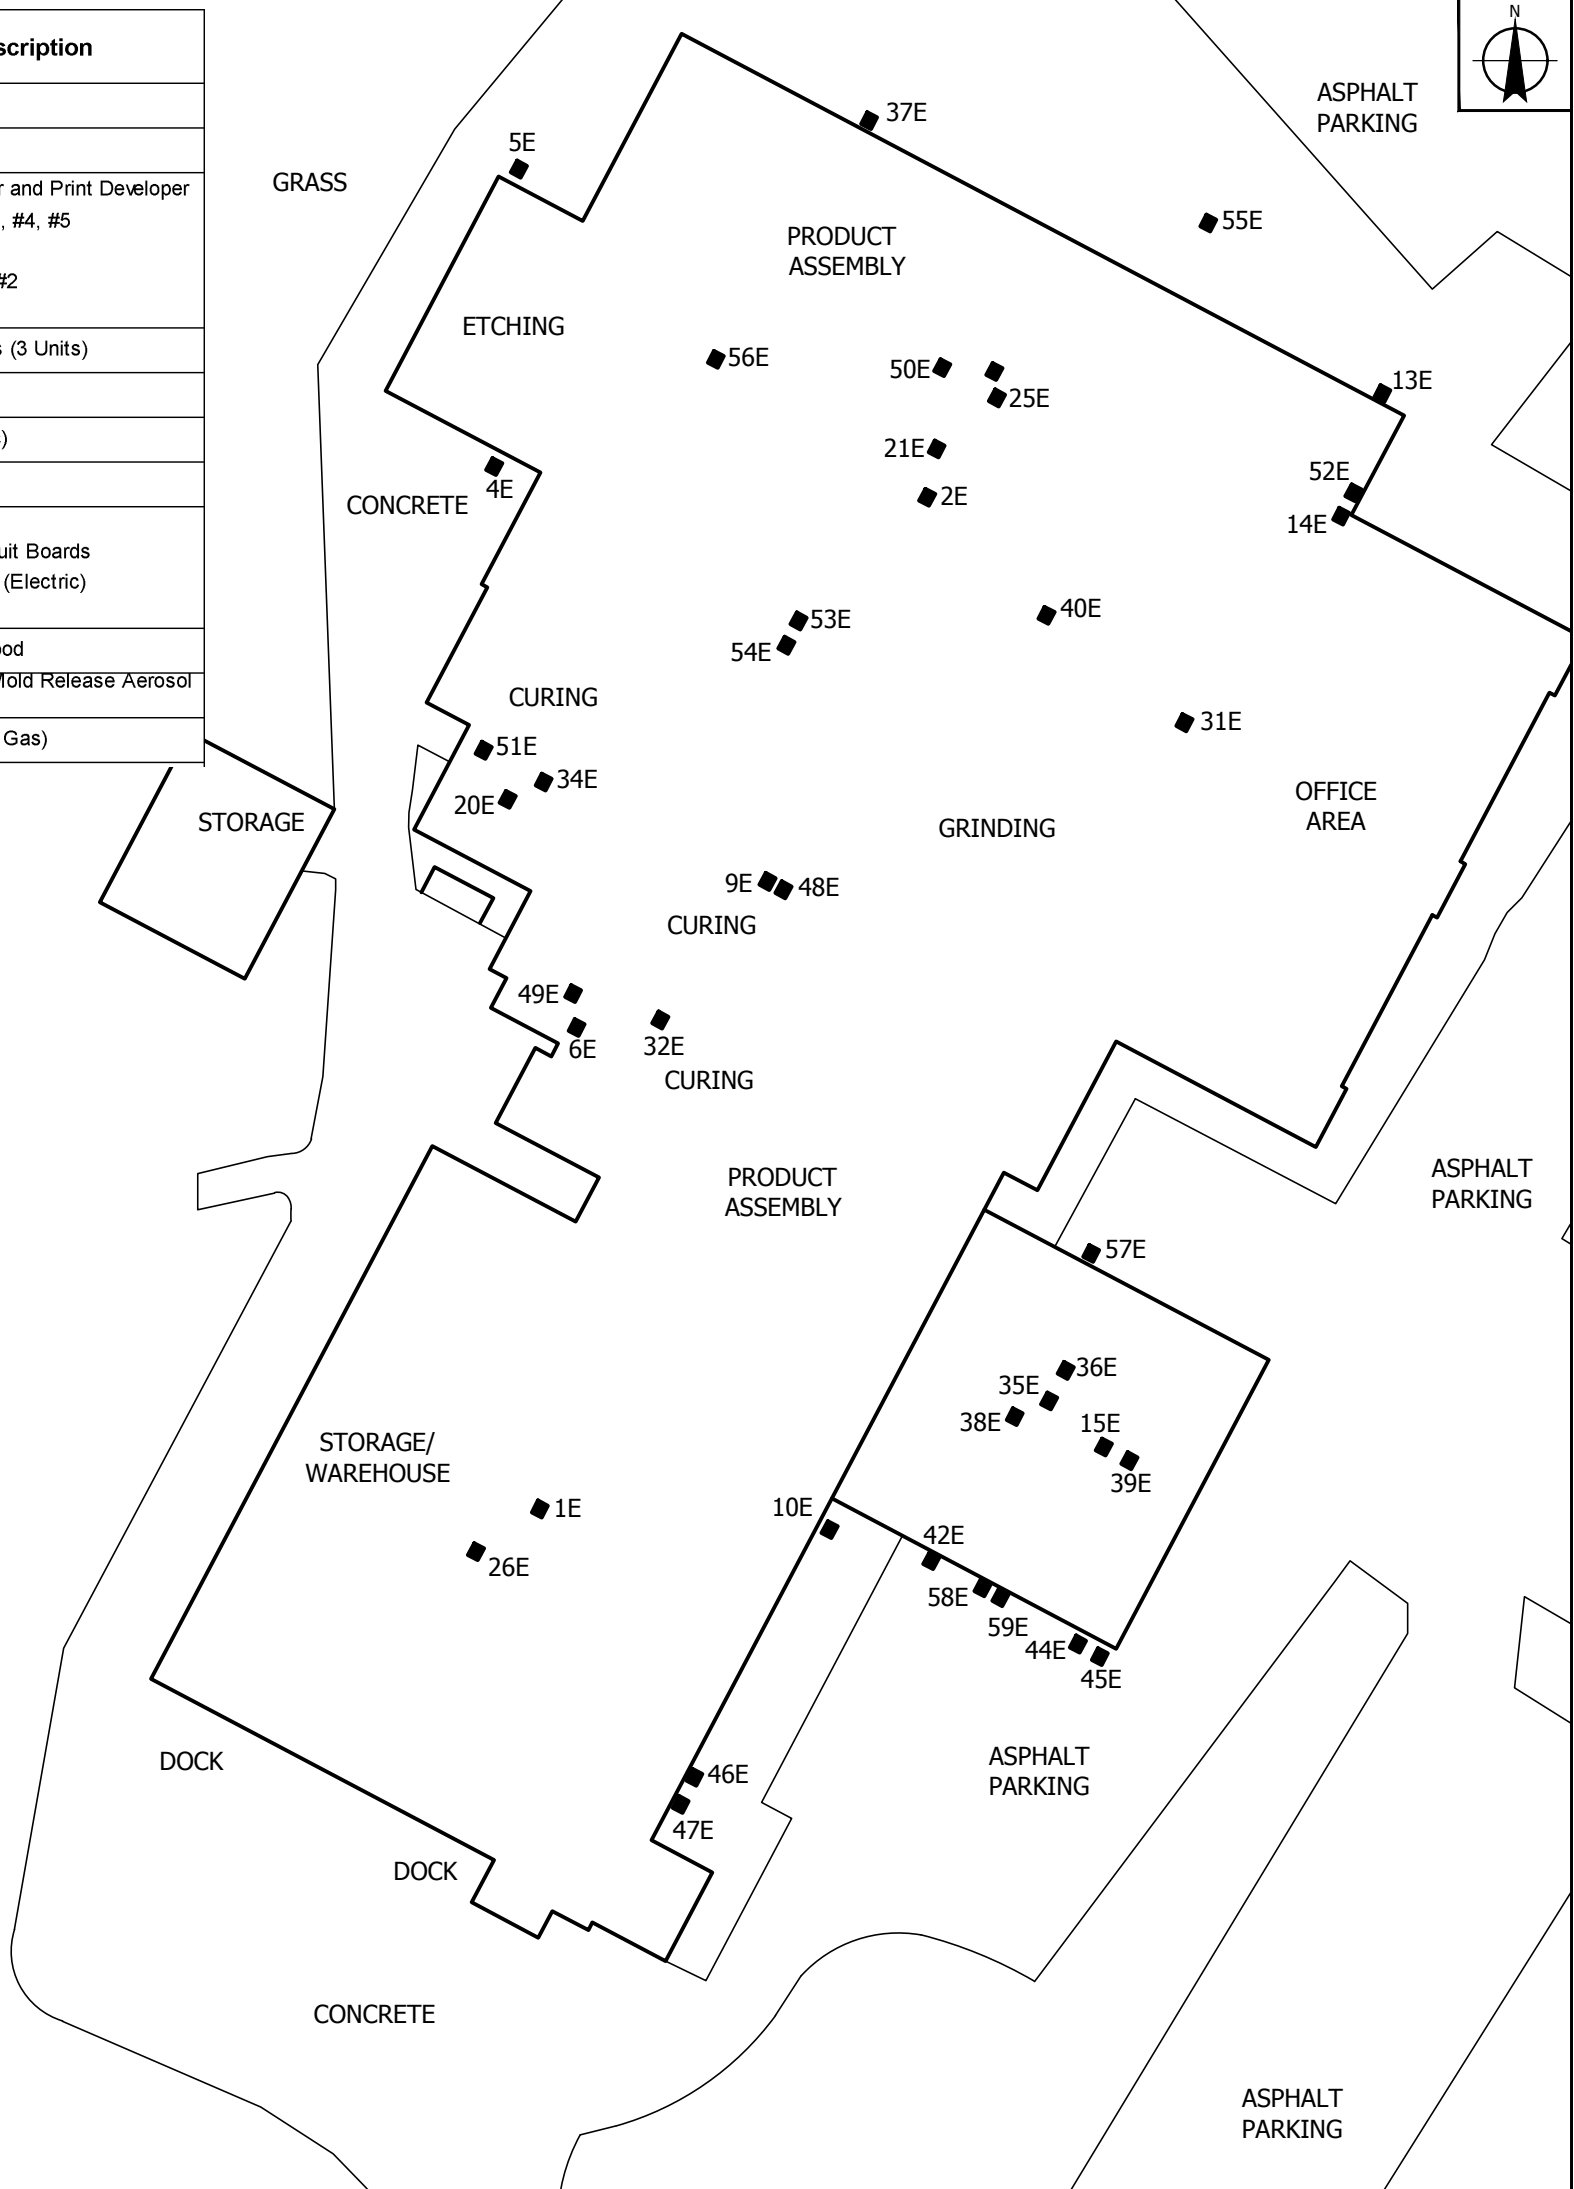 scription
r and Print Developer
, #4, #5
#2
s (3 Units)
)
uit Boards
(Electric)
ood
Mold Release Aerosol
Gas)
N
ASPHALT
PARKING
37E
5E
GRASS
55E
PRODUCT
ASSEMBLY
ETCHING
56E
50E
25E
13E
21E
2E
52E
14E
4E
CONCRETE
53E
54E
40E
CURING
31E
51E
34E
20E
OFFICE
AREA
STORAGE
GRINDING
9E
48E
CURING
49E
6E
32E
CURING
PRODUCT
ASSEMBLY
ASPHALT
PARKING
57E
36E
35E
38E
15E
39E
STORAGE/
WAREHOUSE
1E
26E
10E
42E
58E
59E
44E
45E
DOCK
46E
47E
ASPHALT
PARKING
DOCK
CONCRETE
ASPHALT
PARKING